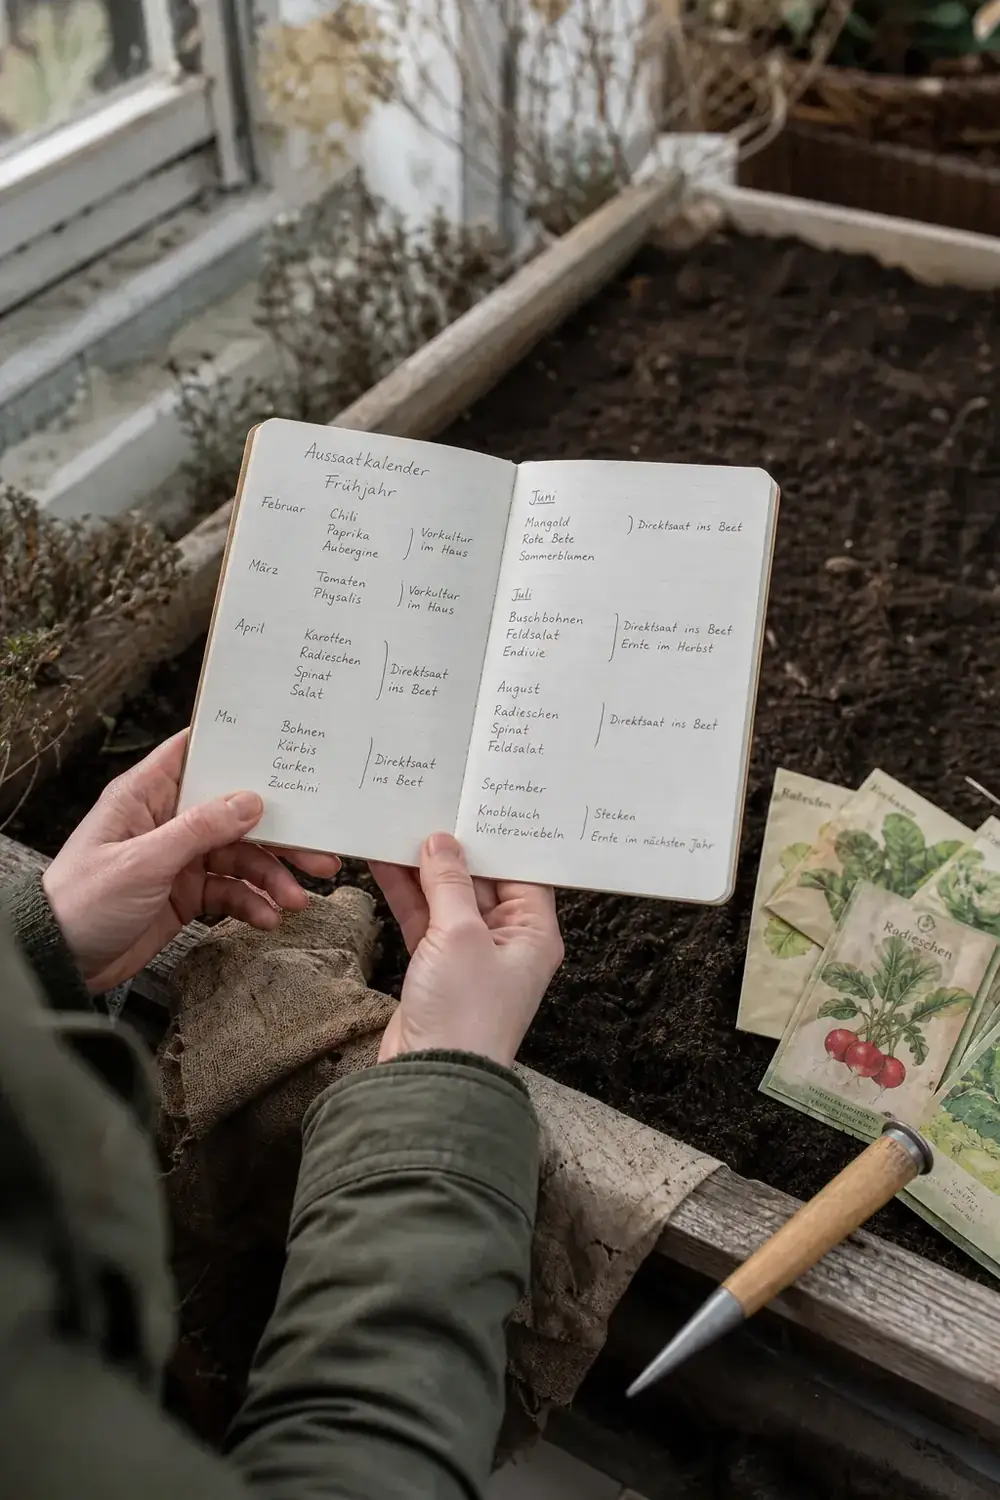 Aussaatkalender
Frühjahr
Februar
Chili
Paprika
Aubergine
Vorkultur
im Haus
März
Tomaten
Physalis
Vorkultur
im Haus
April
Karotten
Radieschen
Spinat
Salat
Direktsaat
ins Beet
Mai
Bohnen
Kürbis
Gurken
Zucchini
Direktsaat
ins Beet
Juni
Mangold
Rote Bete
Sommerblumen
Direktsaat ins Beet
Juli
Buschbohnen
Feldsalat
Endivie
Direktsaat ins Beet
Ernte im Herbst
August
Radieschen
Spinat
Feldsalat
Direktsaat ins Beet
September
Knoblauch
Winterzwiebeln
Stecken
Ernte im nächsten Jahr
Radieschen